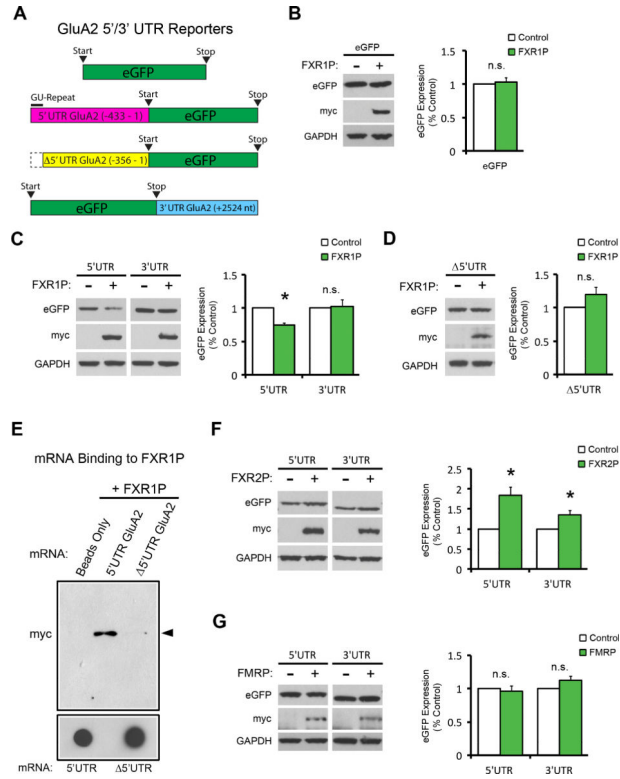 A
GluA2 5'/3' UTR Reporters
Start
Stop
eGFP
GU-Repeat
Start
Stop
5' UTR GluA2 (-433 - 1)
eGFP
Start
Stop
Δ5' UTR GluA2 (-356 - 1)
eGFP
Start
Stop
eGFP
3' UTR GluA2 (+2524 nt)
B
eGFP
FXR1P: - +
eGFP
myc
GAPDH
Control
FXR1P
eGFP Expression
(% Control)
1.5
1
0.5
0
n.s.
eGFP
C
5'UTR 3'UTR
FXR1P: - + - +
eGFP
myc
GAPDH
Control
FXR1P
eGFP Expression
(% Control)
1.5
1
0.5
0
*
n.s.
5'UTR 3'UTR
D
Δ5'UTR
FXR1P: - +
eGFP
myc
GAPDH
Control
FXR1P
eGFP Expression
(% Control)
1.5
1
0.5
0
n.s.
Δ5'UTR
E
mRNA Binding to FXR1P
+ FXR1P
mRNA:
Beads Only
5'UTR GluA2
Δ5'UTR GluA2
myc
mRNA: 5'UTR Δ5'UTR
F
5'UTR 3'UTR
FXR2P: - + - +
eGFP
myc
GAPDH
Control
FXR2P
eGFP Expression
(% Control)
2.5
2
1.5
1
0.5
0
*
*
5'UTR 3'UTR
G
5'UTR 3'UTR
FMRP: - + - +
eGFP
myc
GAPDH
Control
FMRP
eGFP Expression
(% Control)
1.5
1
0.5
0
n.s.
n.s.
5'UTR 3'UTR